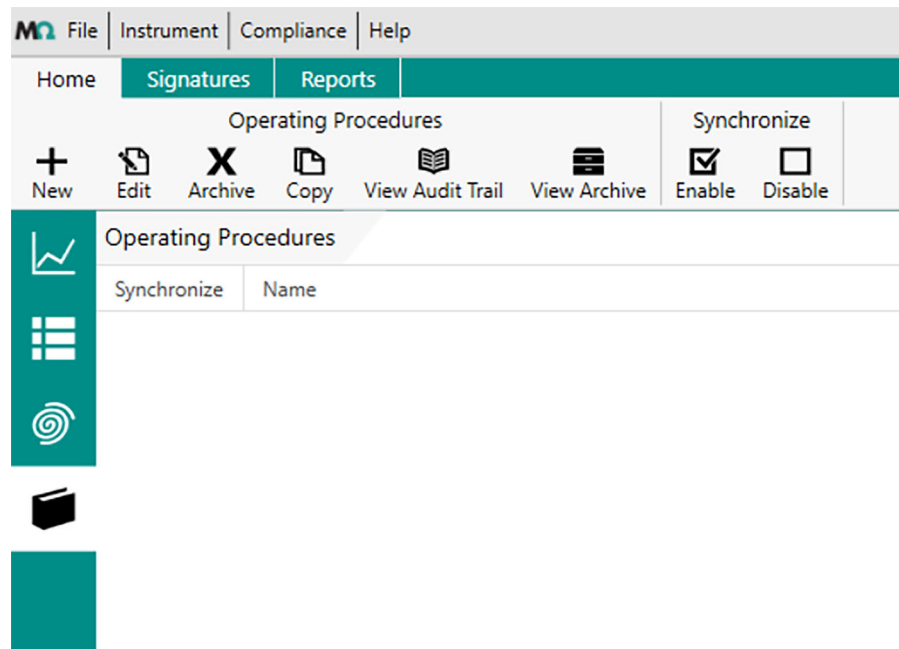 MΩ File Instrument Compliance Help
Home Signatures Reports
Operating Procedures Synchronize
New Edit Archive Copy View Audit Trail View Archive Enable Disable
Operating Procedures
Synchronize Name